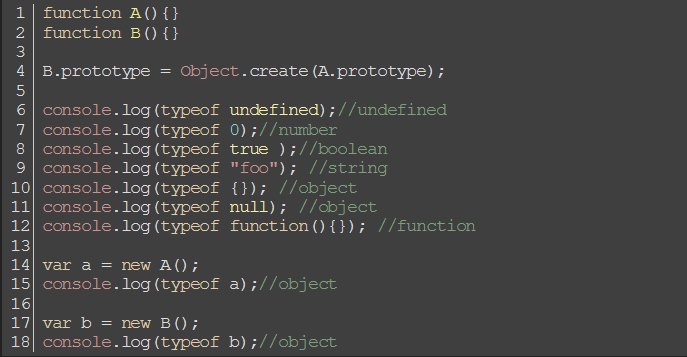 1 function A(){}
2 function B(){}
3
4 B.prototype = Object.create(A.prototype);
5
6 console.log(typeof undefined);//undefined
7 console.log(typeof 0);//number
8 console.log(typeof true );//boolean
9 console.log(typeof "foo"); //string
10 console.log(typeof {}); //object
11 console.log(typeof null); //object
12 console.log(typeof function(){}); //function
13
14 var a = new A();
15 console.log(typeof a);//object
16
17 var b = new B();
18 console.log(typeof b);//object